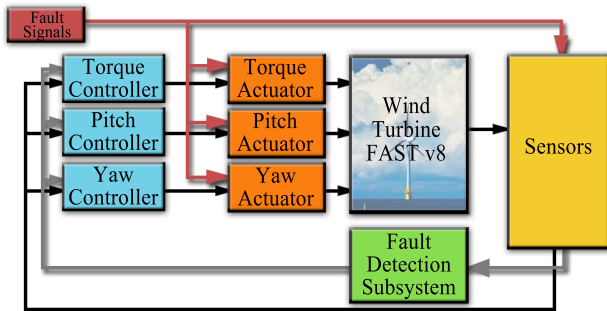 Fault
Signals
Torque
Controller
Torque
Actuator
Pitch
Controller
Pitch
Actuator
Yaw
Controller
Yaw
Actuator
Wind
Turbine
FAST v8
Sensors
Fault
Detection
Subsystem